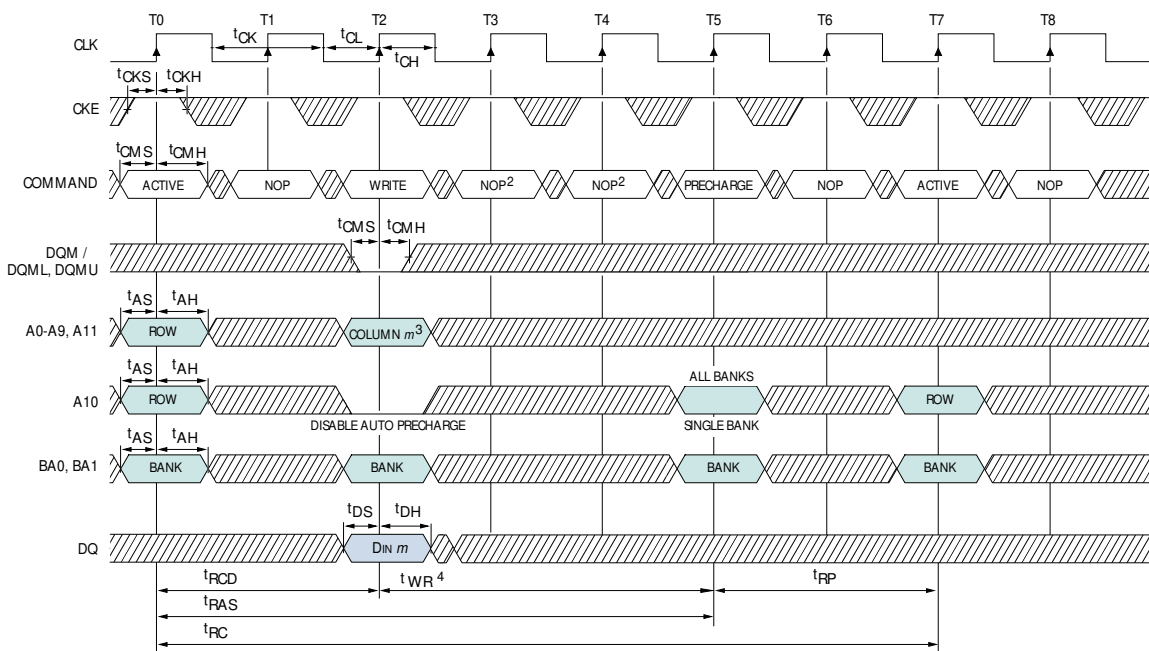 T0 T1 T2 T3 T4 T5 T6 T7 T8
CLK
tCK tCL
tCH
tCKS tCKH
CKE
tCMS tCMH
COMMAND ACTIVE NOP WRITE NOP2 NOP2 PRECHARGE NOP ACTIVE NOP
tCMS tCMH
DQM /
DQML, DQMU
tAS tAH
A0-A9, A11 ROW COLUMN m3
tAS tAH
ALL BANKS
A10 ROW ROW
DISABLE AUTO PRECHARGE SINGLE BANK
tAS tAH
BA0, BA1 BANK BANK BANK BANK
tDS tDH
DQ DIN m
tRCD tWR 4 tRP
tRAS
tRC